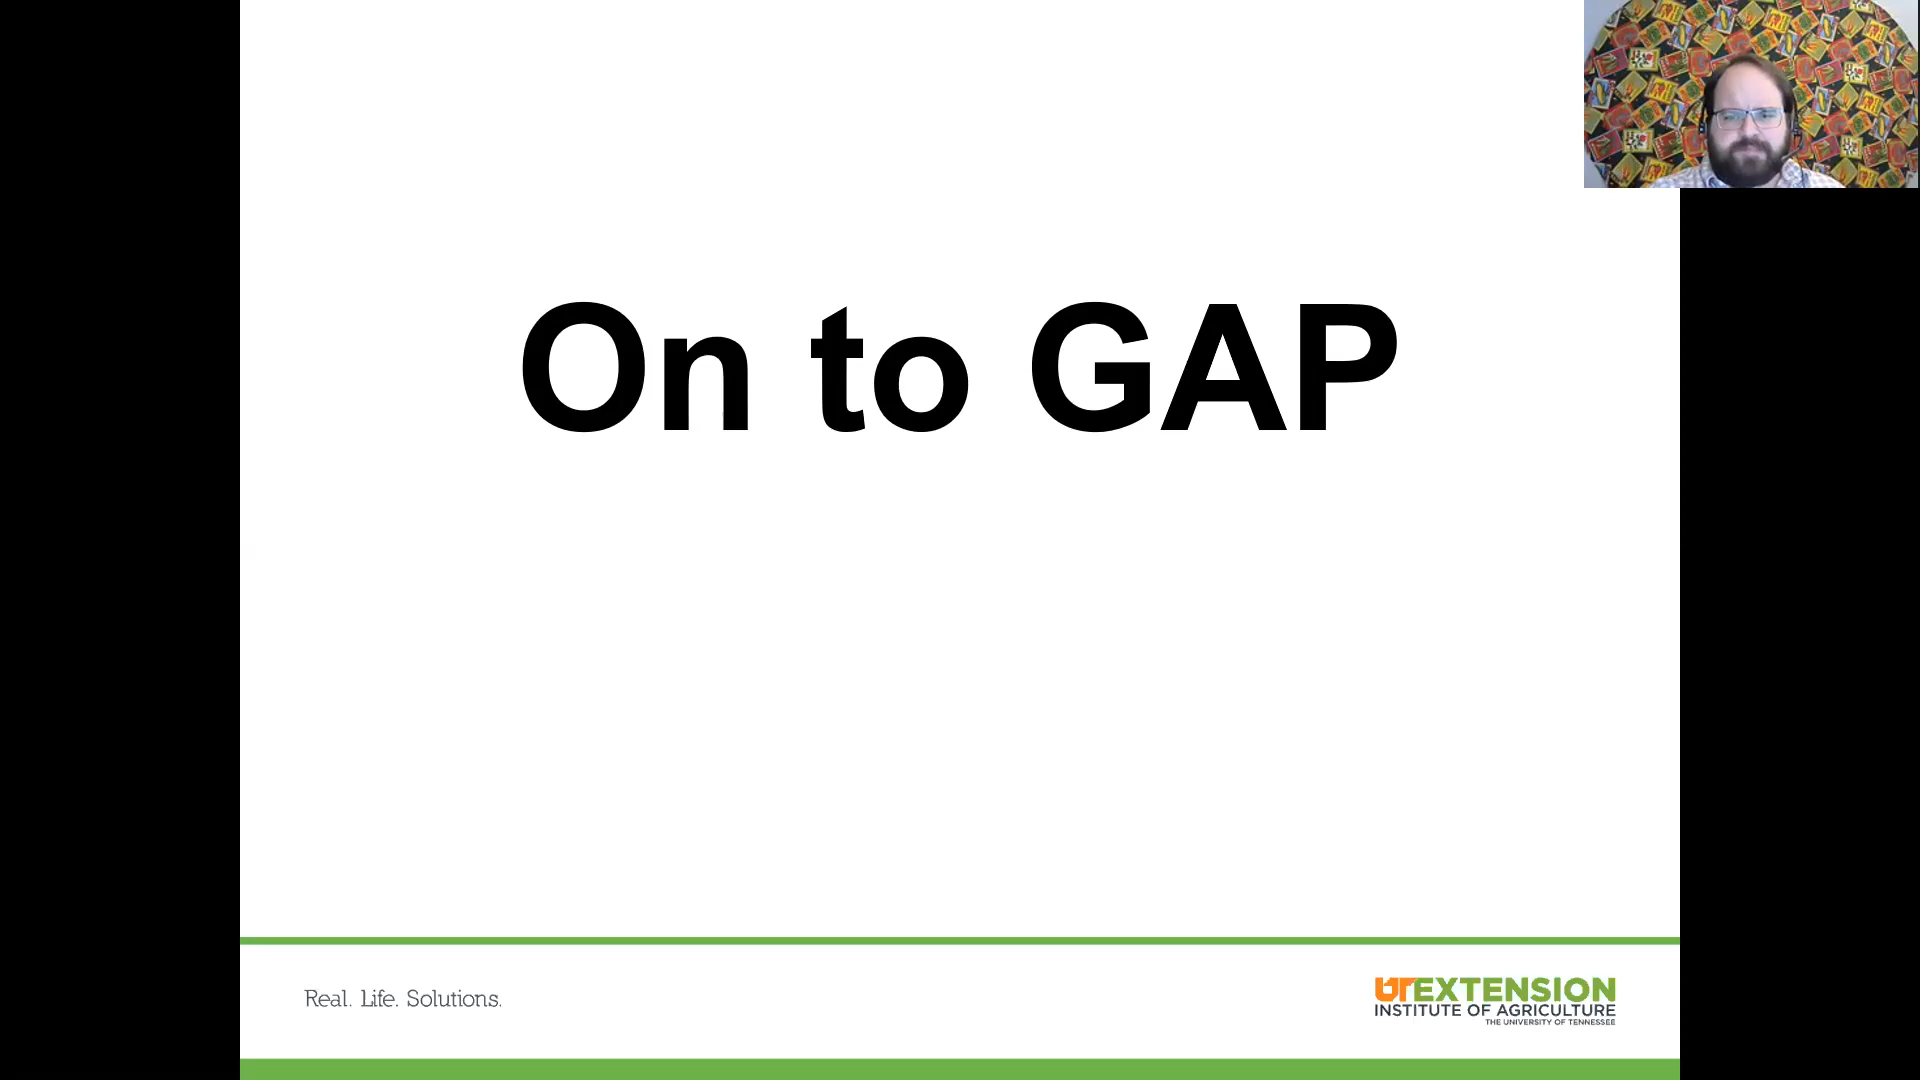 On to GAP
Real. Life. Solutions.
UTEXTENSION
INSTITUTE OF AGRICULTURE
THE UNIVERSITY OF TENNESSEE